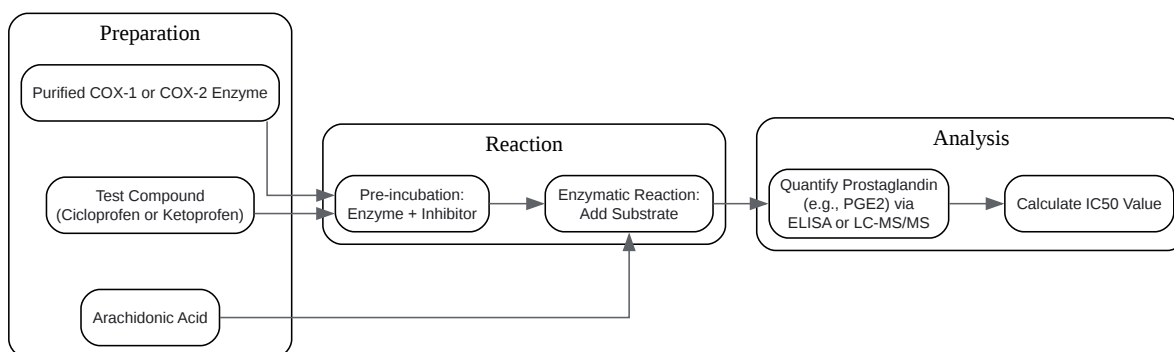 Preparation
Purified COX-1 or COX-2 Enzyme
Test Compound
(Cicloprofen or Ketoprofen)
Arachidonic Acid
Reaction
Pre-incubation:
Enzyme + Inhibitor
Enzymatic Reaction:
Add Substrate
Analysis
Quantify Prostaglandin
(e.g., PGE2) via
ELISA or LC-MS/MS
Calculate IC50 Value